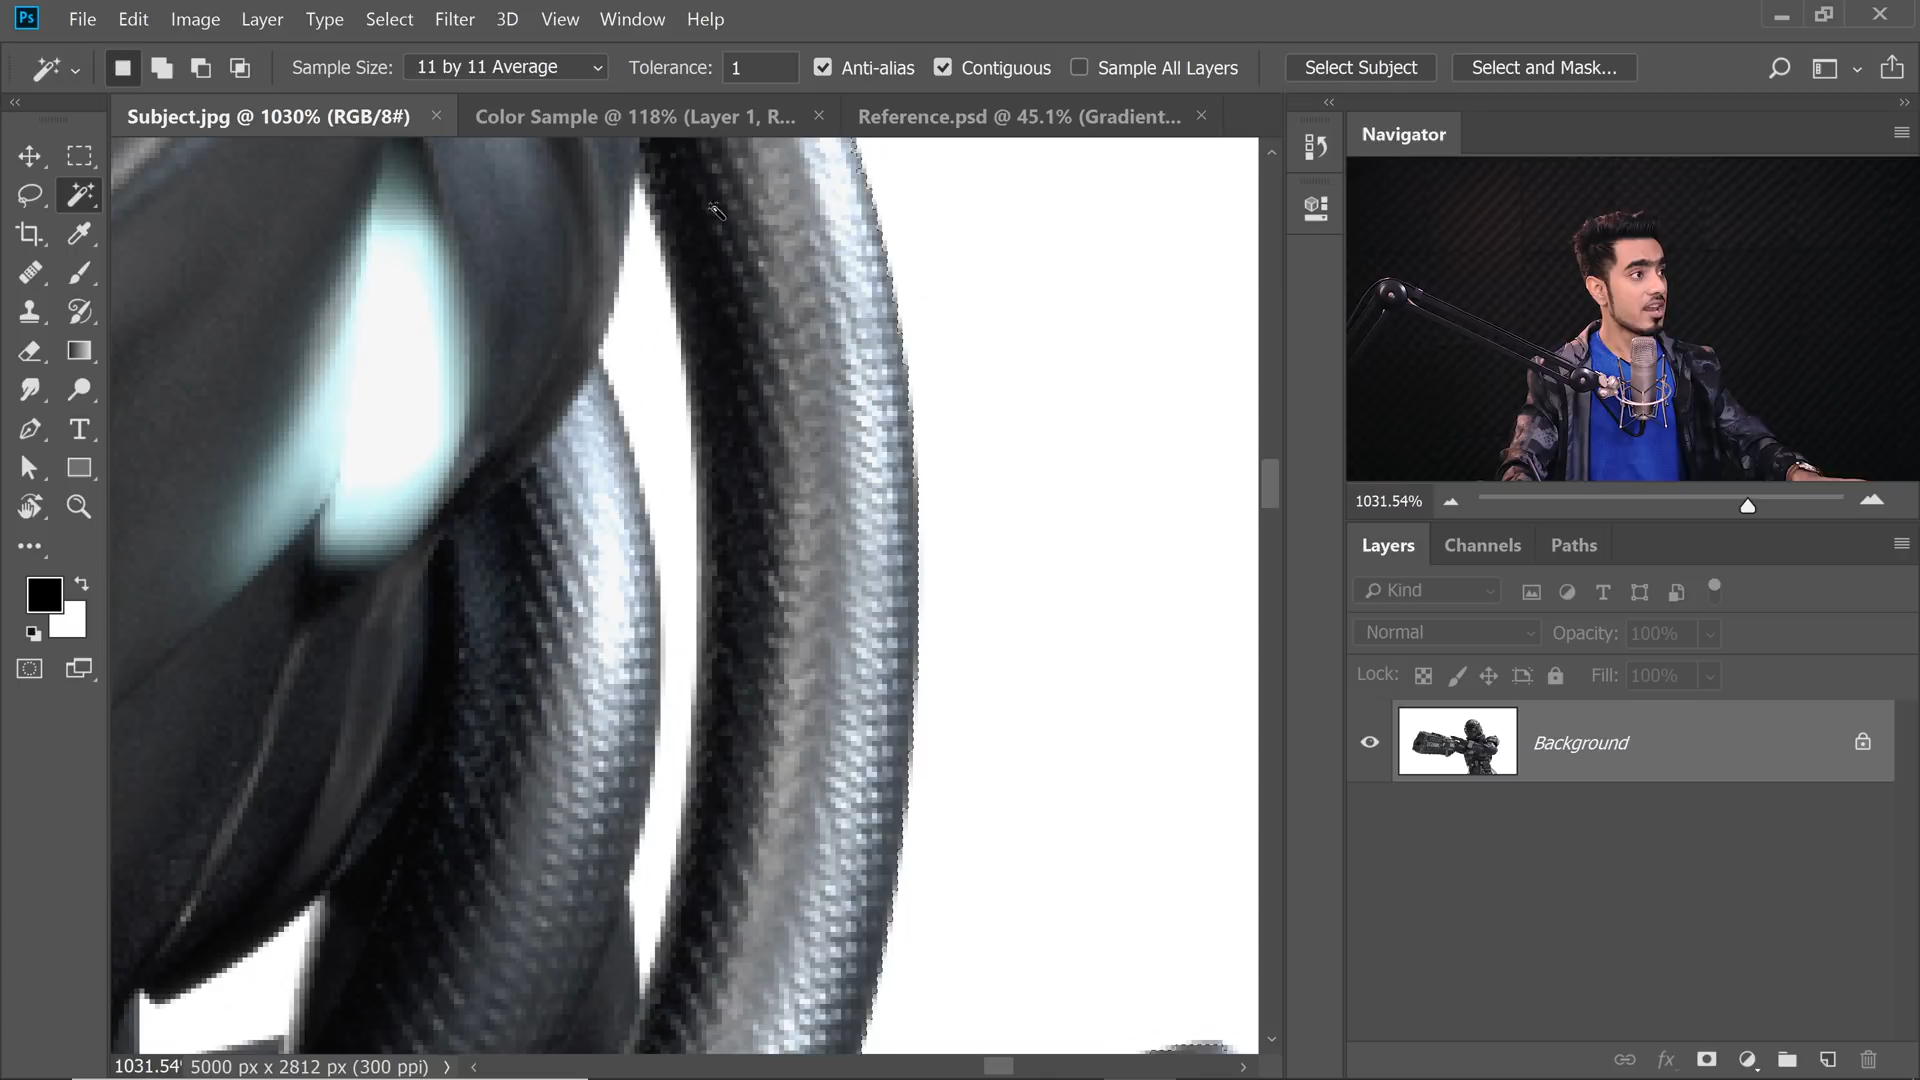 Ps File Edit Image Layer Type Select Filter 3D View Window Help
Sample Size: 11 by 11 Average Tolerance: 1 Anti-alias Contiguous Sample All Layers Select Subject Select and Mask...
Subject.jpg @ 1030% (RGB/8#) × Color Sample @ 118% (Layer 1, R... × Reference.psd @ 45.1% (Gradient... ×
Navigator
1031.54%
Layers Channels Paths
Kind
Normal Opacity: 100%
Lock: Fill: 100%
Background
fx
1031.54% 5000 px x 2812 px (300 ppi)